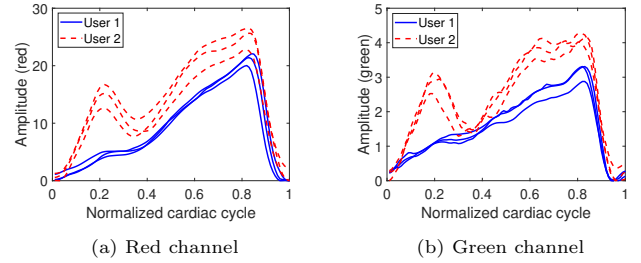 User 1
User 2
Amplitude (red)
30
20
10
0
0 0.2 0.4 0.6 0.8 1
Normalized cardiac cycle
(a) Red channel
User 1
User 2
Amplitude (green)
5
4
3
2
1
0
0 0.2 0.4 0.6 0.8 1
Normalized cardiac cycle
(b) Green channel